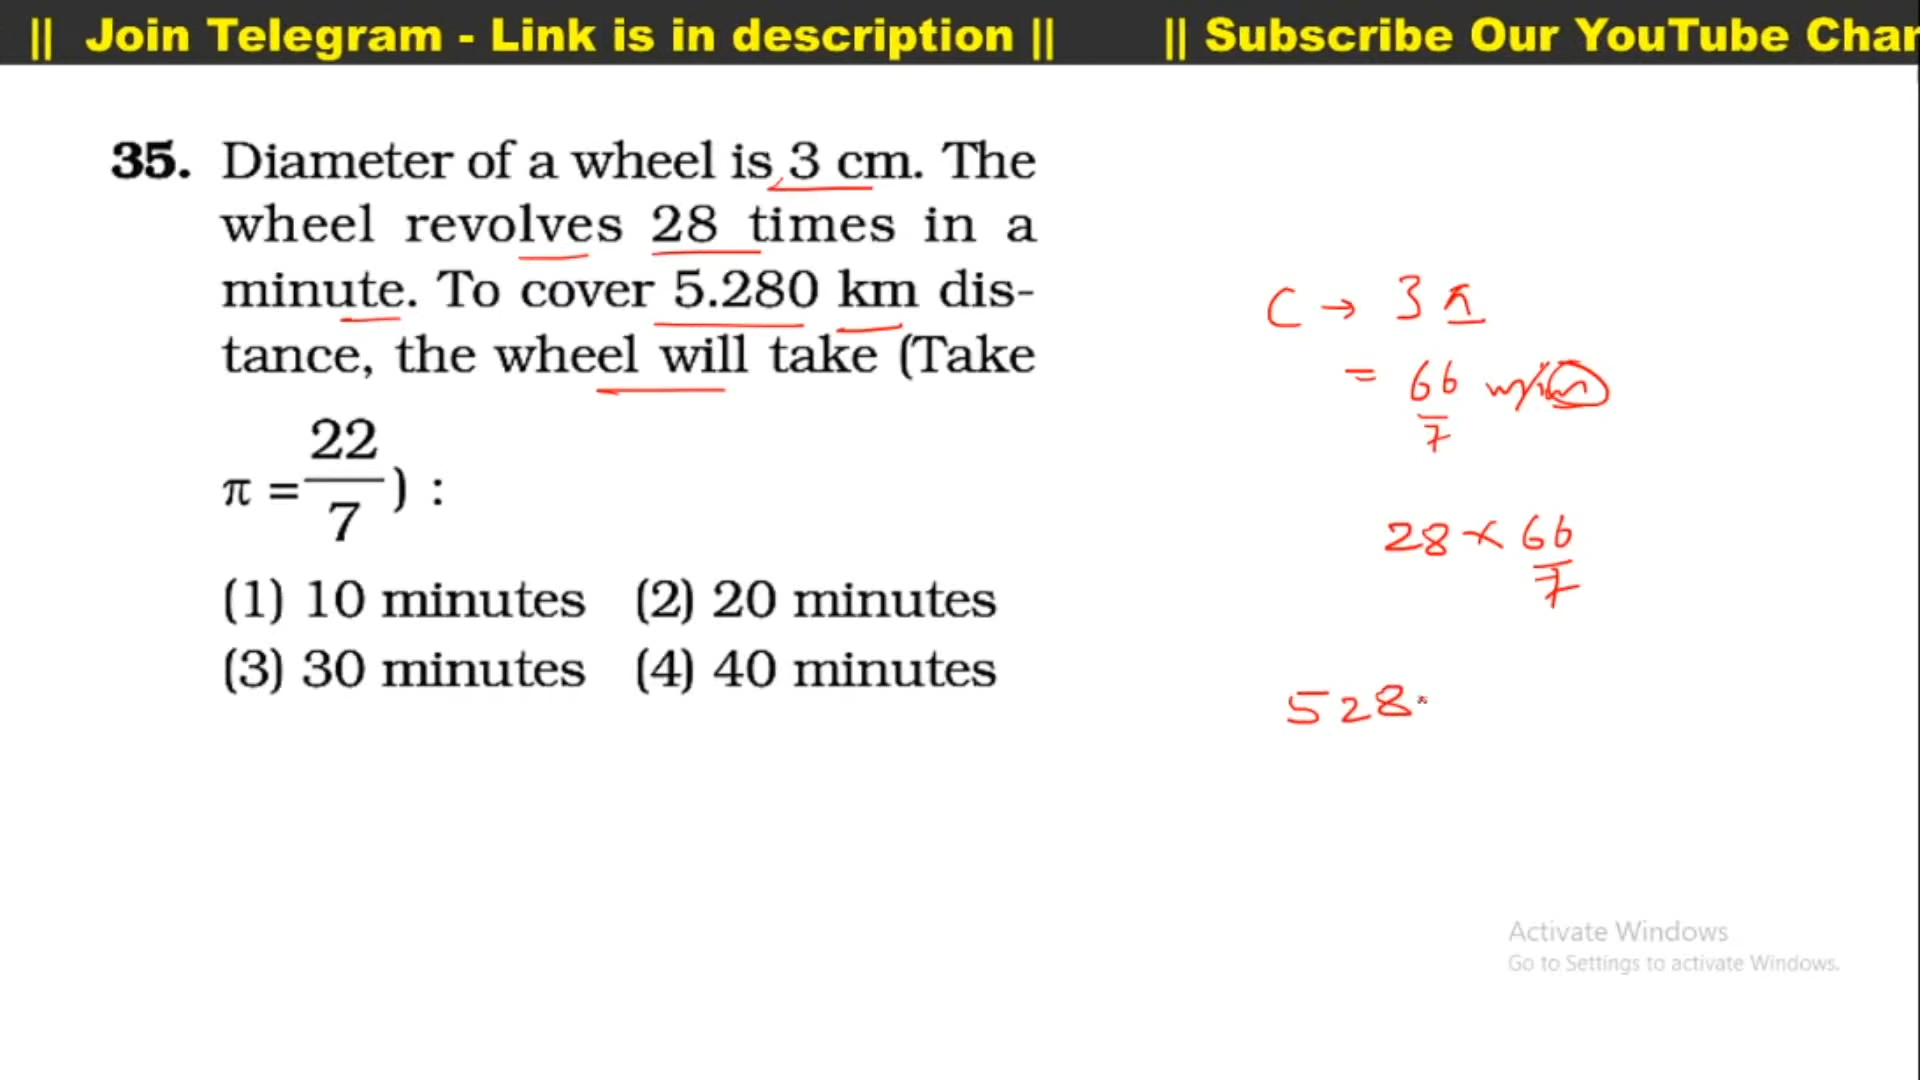 || Join Telegram - Link is in description || || Subscribe Our YouTube Char
35. Diameter of a wheel is 3 cm. The
wheel revolves 28 times in a
minute. To cover 5.280 km dis-
tance, the wheel will take (Take
π = 22/7) :
(1) 10 minutes (2) 20 minutes
(3) 30 minutes (4) 40 minutes
C → 3 π
= 66/7
28 × 66/7
528
Activate Windows
Go to Settings to activate Windows.